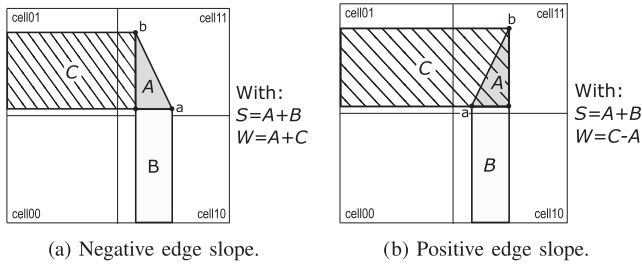 cell01
cell11
b
C
A
a
B
cell00
cell10
With:
S=A+B
W=A+C
(a) Negative edge slope.
cell01
cell11
b
C
A
a
B
cell00
cell10
With:
S=A+B
W=C-A
(b) Positive edge slope.